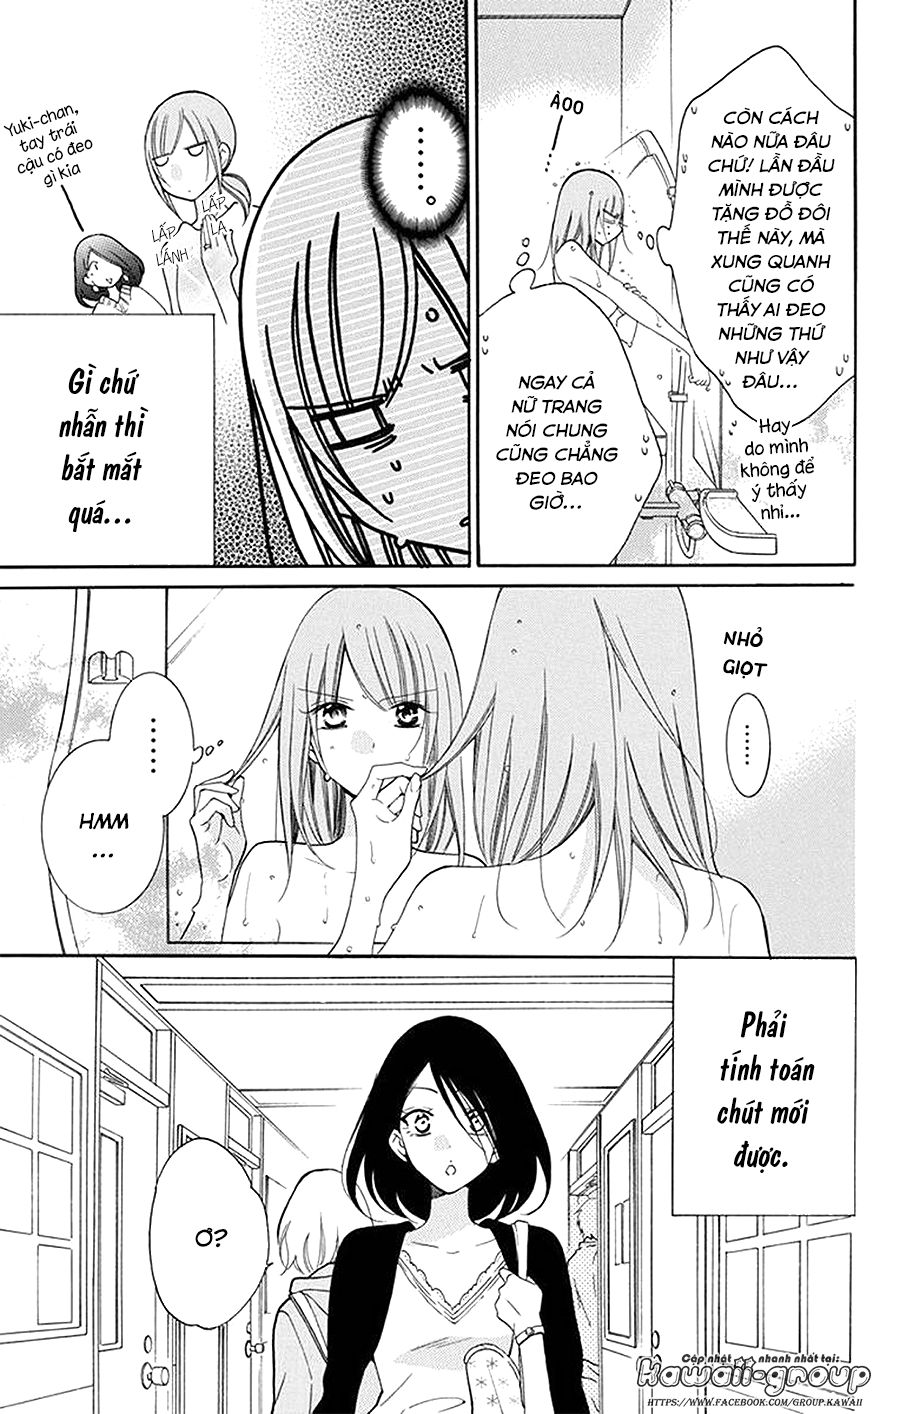 ÀOO
CÒN CÁCH
NÀO NỮA ĐÂU
CHỨ! LẦN ĐẦU
MÌNH ĐƯỢC
TẶNG ĐỒ ĐÔI
THẾ NÀY, MÀ
XUNG QUANH
CŨNG CÓ
THẤY AI ĐEO
NHỮNG THỨ
NHƯ VẬY
ĐÂU...
Hay
do mình
không để
ý thấy
nhỉ...
NGAY CẢ
NỮ TRANG
NÓI CHUNG
CŨNG CHẲNG
ĐEO BAO
GIỜ...
Yuki-chan,
tay trái
cậu có đeo
gì kìa
LẤP
LÁNH
LẤP
LÁ
Gì chứ
nhẫn thì
bắt mắt
quá...
NHỎ
GIỌT
HMM
...
Phải
tính toán
chút mới
được.
Ơ?
Cập nhật nhanh nhất tại:
Kawaii-group
HTTPS://WWW.FACEBOOK.COM/GROUP.KAWAII